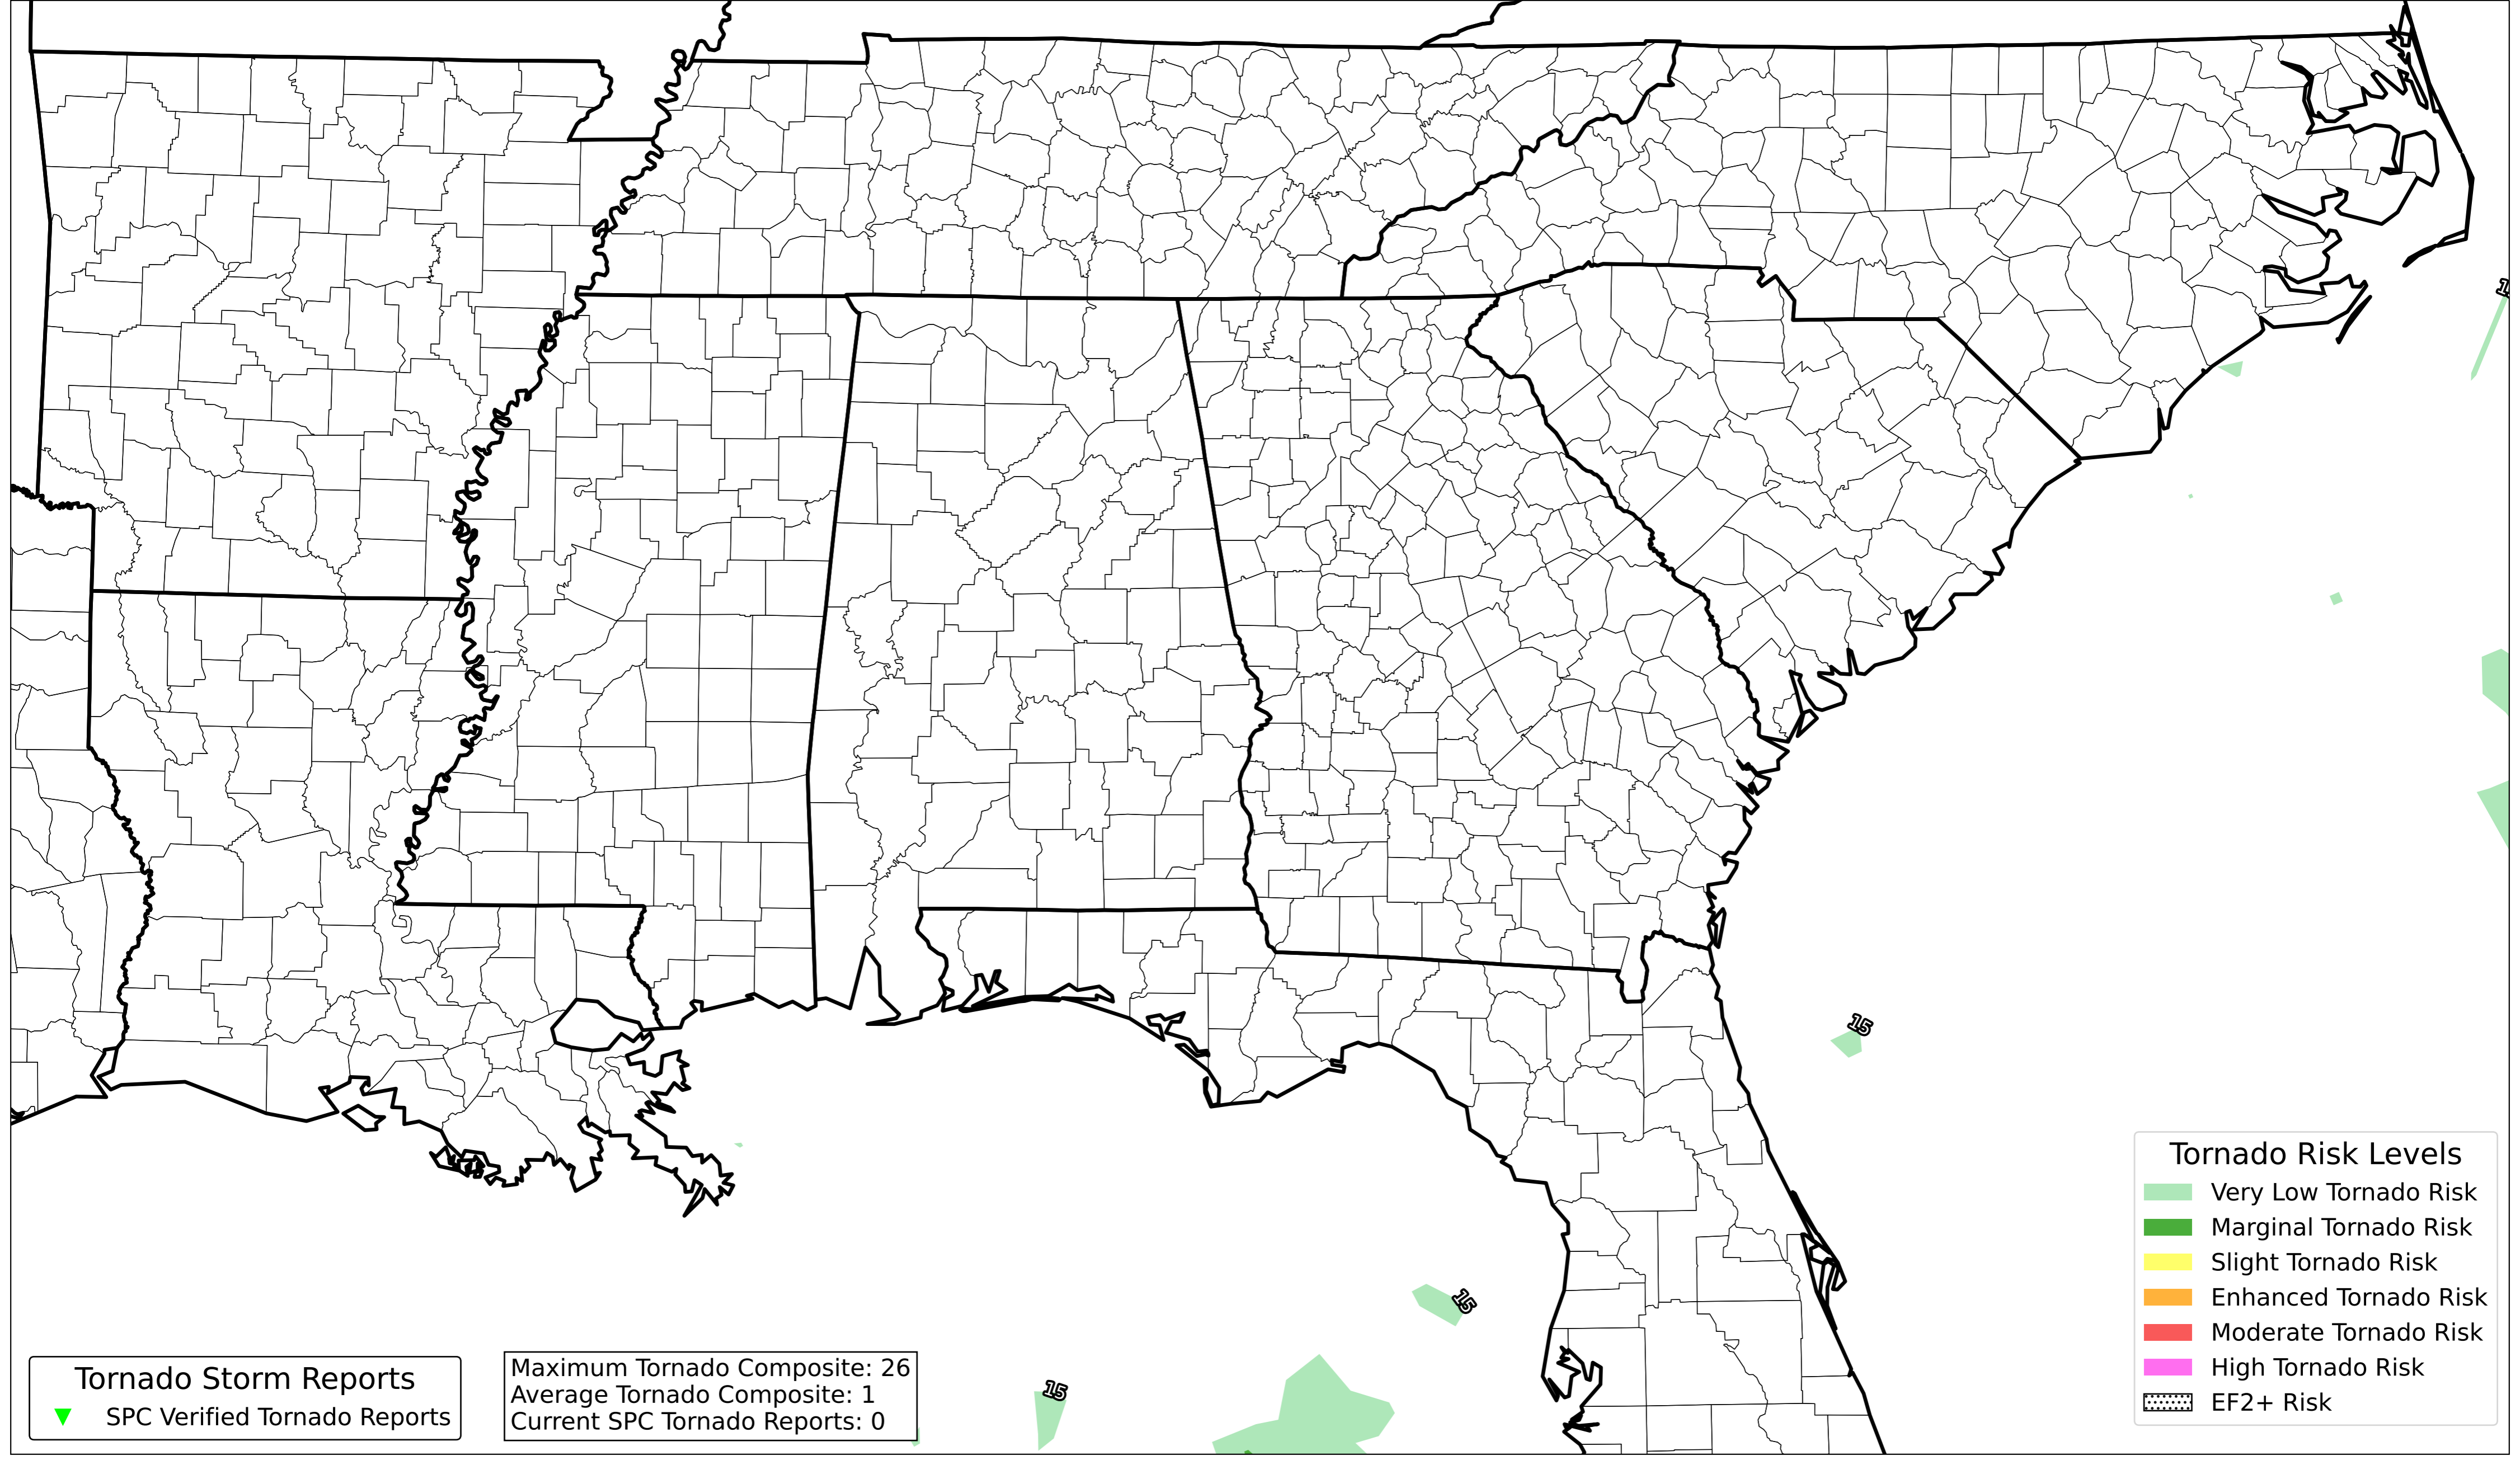 15
15
15
Tornado Risk Levels
Very Low Tornado Risk
Marginal Tornado Risk
Slight Tornado Risk
Enhanced Tornado Risk
Moderate Tornado Risk
High Tornado Risk
EF2+ Risk
Tornado Storm Reports
SPC Verified Tornado Reports
Maximum Tornado Composite: 26
Average Tornado Composite: 1
Current SPC Tornado Reports: 0